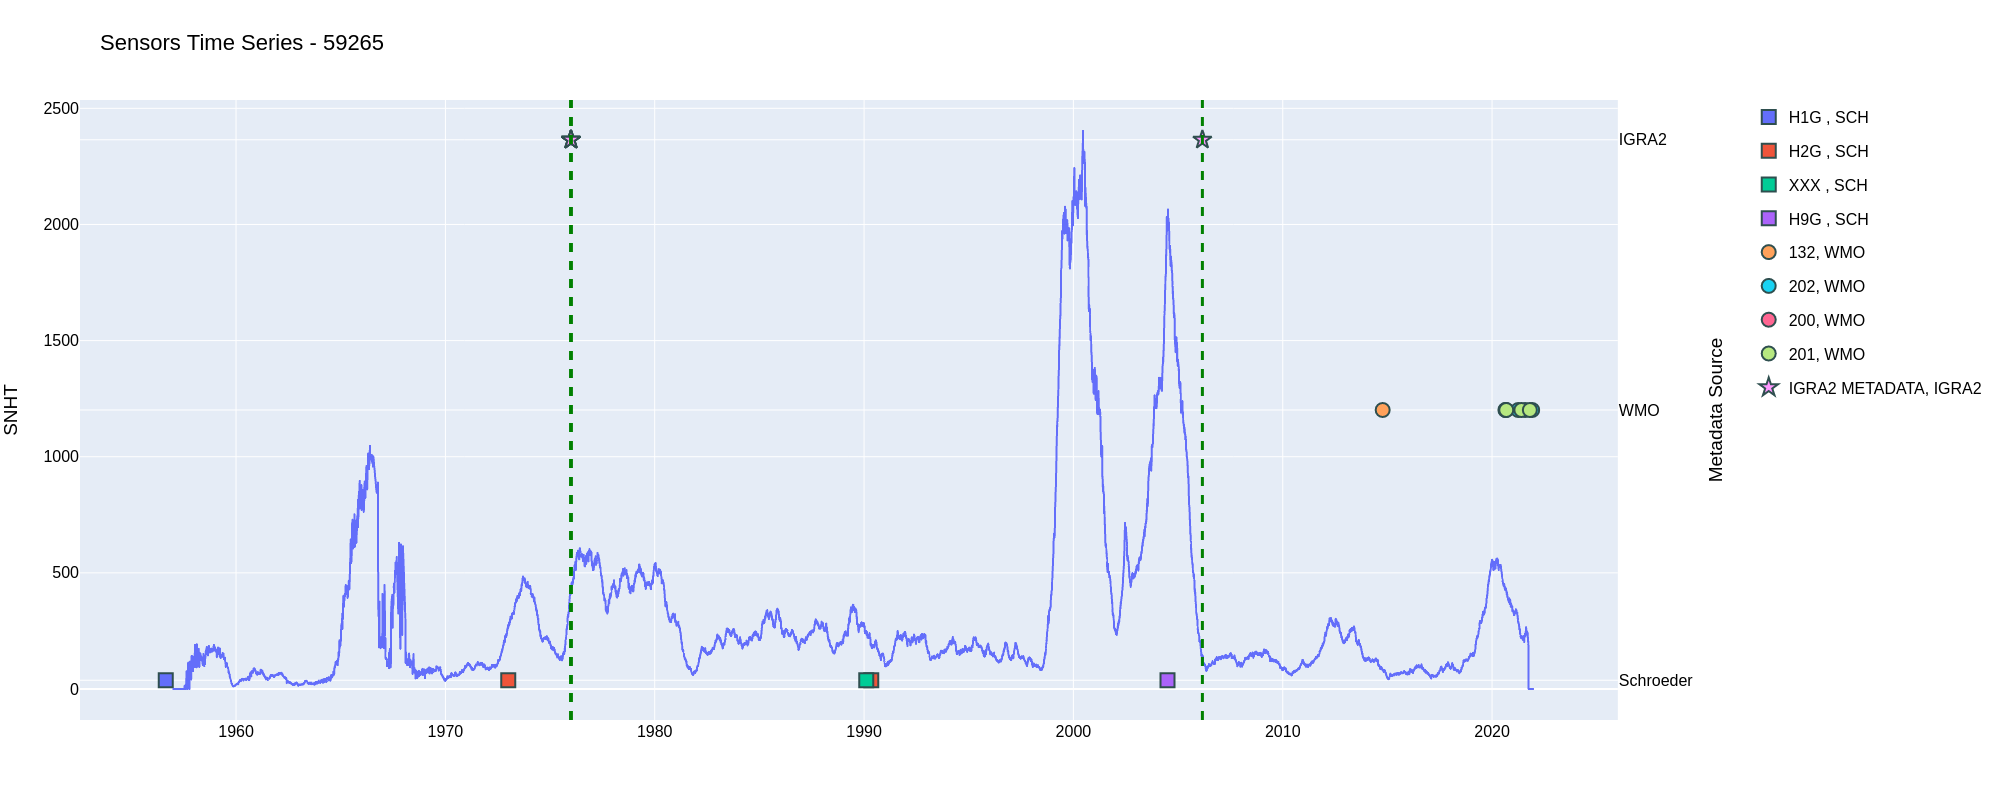 Sensors Time Series - 59265
SNHT
2500
2000
1500
1000
500
0
1960
1970
1980
1990
2000
2010
2020
IGRA2
WMO
Schroeder
Metadata Source
H1G , SCH
H2G , SCH
XXX , SCH
H9G , SCH
132, WMO
202, WMO
200, WMO
201, WMO
IGRA2 METADATA, IGRA2